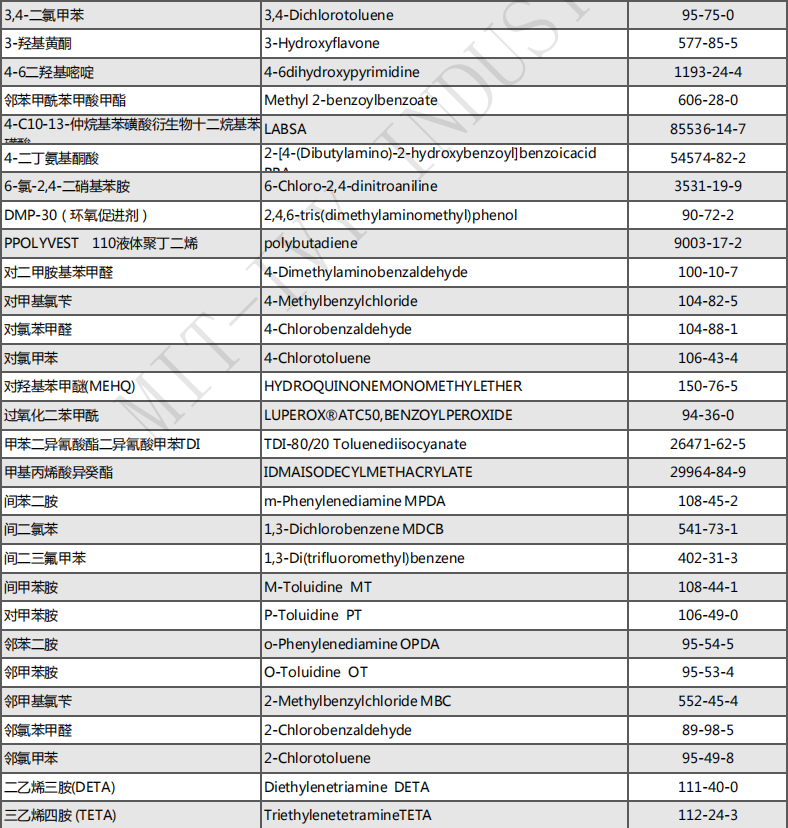 3,4-二氯甲苯 3,4-Dichlorotoluene 95-75-0
3-羟基黄酮 3-Hydroxyflavone 577-85-5
4-6二羟基嘧啶 4-6dihydroxypyrimidine 1193-24-4
邻苯甲酰苯甲酸甲酯 Methyl 2-benzoylbenzoate 606-28-0
4-C10-13-仲烷基苯磺酸衍生物十二烷基苯 LABSA 85536-14-7
4-二丁氨基酮酸 2-[4-(Dibutylamino)-2-hydroxybenzoyl]benzoicacid 54574-82-2
6-氯-2,4-二硝基苯胺 6-Chloro-2,4-dinitroaniline 3531-19-9
DMP-30（环氧促进剂） 2,4,6-tris(dimethylaminomethyl)phenol 90-72-2
PPOLYVEST 110液体聚丁二烯 polybutadiene 9003-17-2
对二甲胺基苯甲醛 4-Dimethylaminobenzaldehyde 100-10-7
对甲基氯苄 4-Methylbenzylchloride 104-82-5
对氯苯甲醛 4-Chlorobenzaldehyde 104-88-1
对氯甲苯 4-Chlorotoluene 106-43-4
对羟基苯甲醚(MEHQ) HYDROQUINONEMONOMETHYLETHER 150-76-5
过氧化二苯甲酰 LUPEROX®ATC50,BENZOYLPEROXIDE 94-36-0
甲苯二异氰酸酯二异氰酸甲苯TDI TDI-80/20 Toluenediisocyanate 26471-62-5
甲基丙烯酸异癸酯 IDMAISODECYLMETHACRYLATE 29964-84-9
间苯二胺 m-Phenylenediamine MPDA 108-45-2
间二氯苯 1,3-Dichlorobenzene MDCB 541-73-1
间二三氟甲苯 1,3-Di(trifluoromethyl)benzene 402-31-3
间甲苯胺 M-Toluidine MT 108-44-1
对甲苯胺 P-Toluidine PT 106-49-0
邻苯二胺 o-Phenylenediamine OPDA 95-54-5
邻甲苯胺 O-Toluidine OT 95-53-4
邻甲基氯苄 2-Methylbenzylchloride MBC 552-45-4
邻氯苯甲醛 2-Chlorobenzaldehyde 89-98-5
邻氯甲苯 2-Chlorotoluene 95-49-8
二乙烯三胺(DETA) Diethylenetriamine DETA 111-40-0
三乙烯四胺 (TETA) TriethylenetetramineTETA 112-24-3
MIT-IVY INDUST